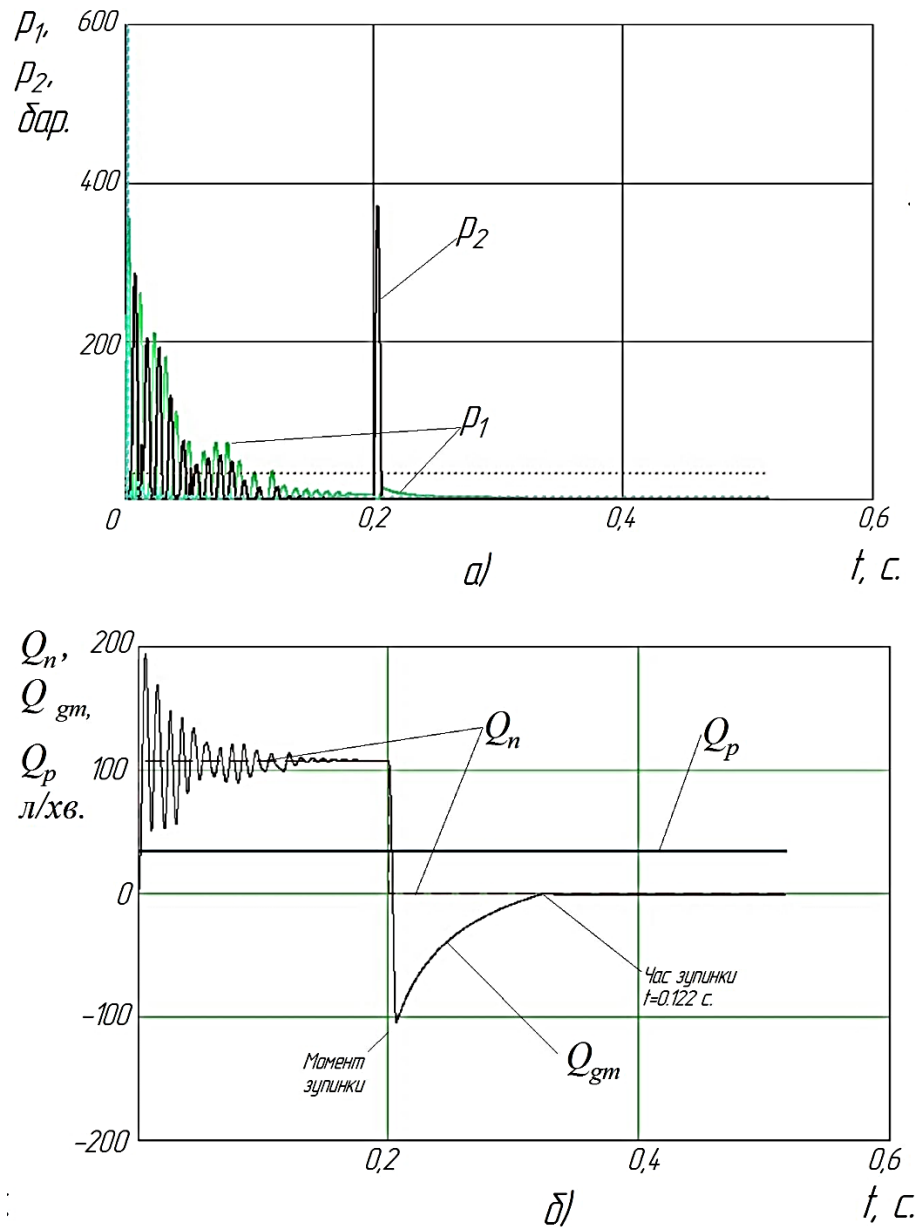 p₁,
p₂,
бар.
600
400
200
0
p₂
p₁
0,2
0,4
0,6
а)
t, с.
Qₙ,
Q gm,
Qₚ
л/хв.
200
100
0
−100
−200
Qₙ
Qₚ
Час зупинки
t=0.122 с.
Момент
зупинки
Q gm
0,2
0,4
0,6
б)
t, с.